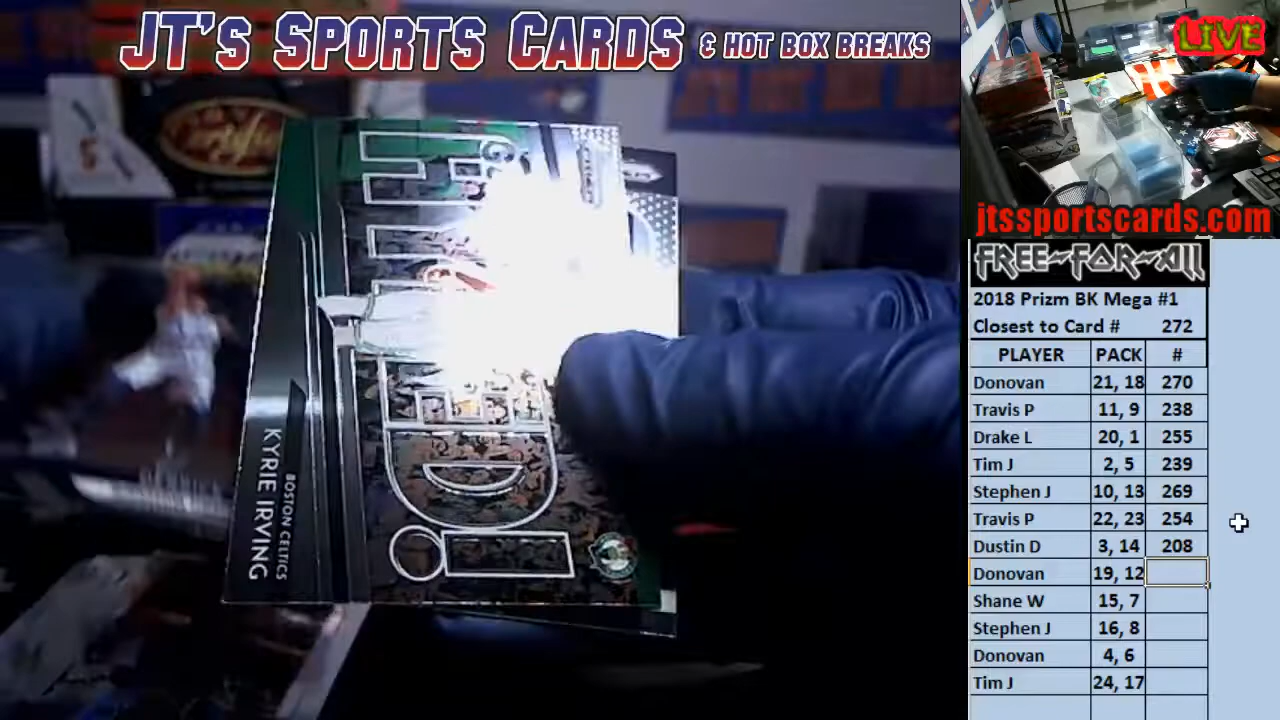 JT's Sports Cards & Hot Box Breaks
LIVE
jtssportscards.com
FREE-FOR-ALL
2018 Prizm BK Mega #1
Closest to Card # 272
PLAYER PACK #
Donovan 21, 18 270
Travis P 11, 9 238
Drake L 20, 1 255
Tim J 2, 5 239
Stephen J 10, 13 269
Travis P 22, 23 254
Dustin D 3, 14 208
Donovan 19, 12
Shane W 15, 7
Stephen J 16, 8
Donovan 4, 6
Tim J 24, 17
BOSTON CELTICS
KYRIE IRVING